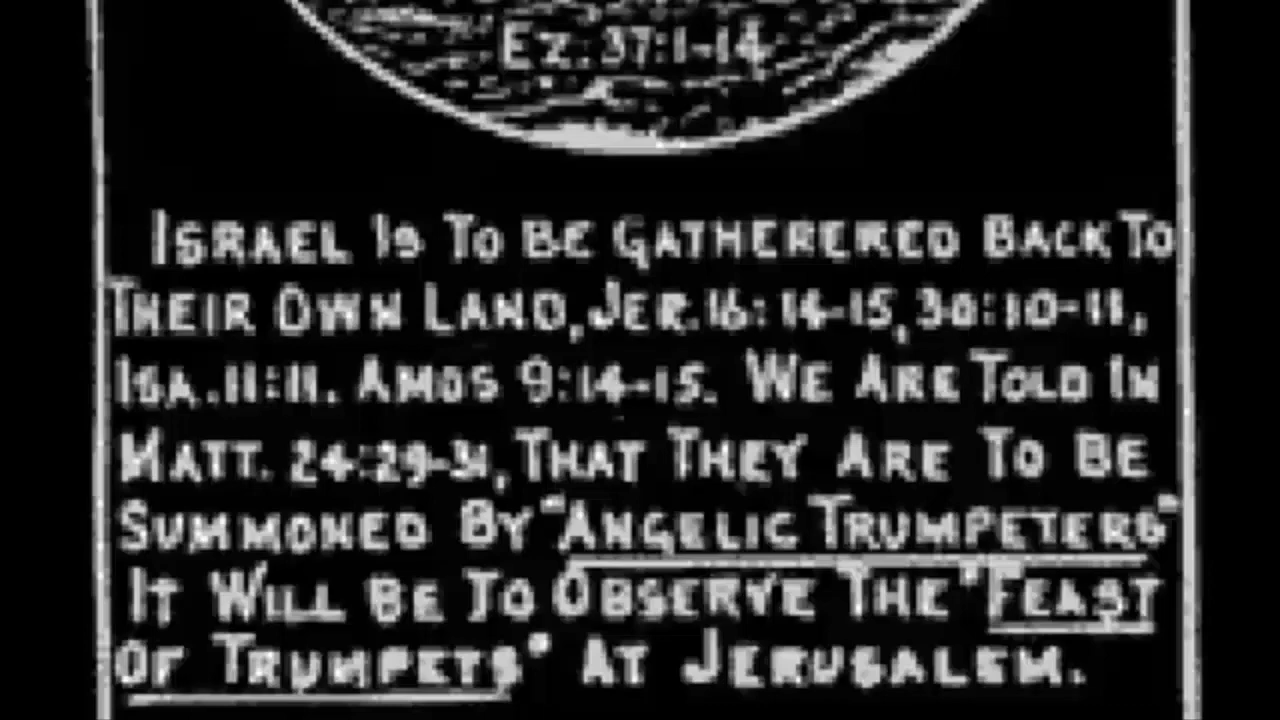 Ez. 37:1-14
ISRAEL IS TO BE GATHERERED BACK TO
THEIR OWN LAND, JER. 16:14-15, 30:10-11,
ISA. 11:11. AMOS 9:14-15. WE ARE TOLD IN
MATT. 24:29-31, THAT THEY ARE TO BE
SUMMONED BY "ANGELIC TRUMPETERS"
IT WILL BE TO OBSERVE THE "FEAST
OF TRUMPETS" AT JERUSALEM.